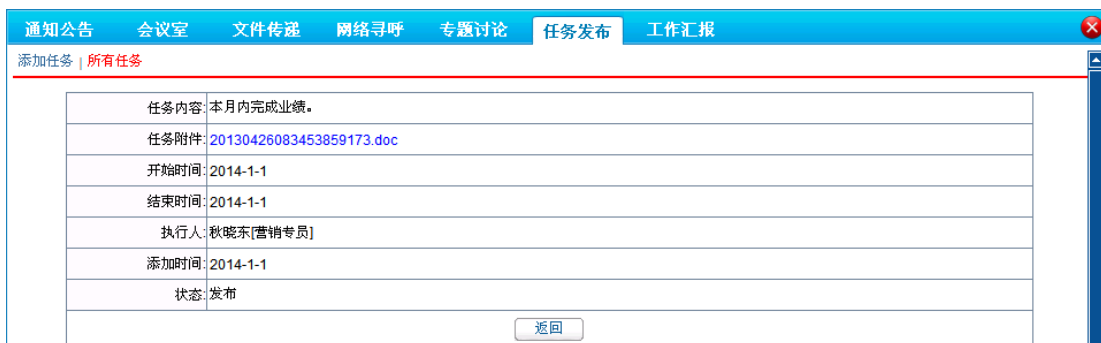 通知公告 会议室 文件传递 网络寻呼 专题讨论 任务发布 工作汇报
添加任务 | 所有任务
任务内容: 本月内完成业绩。
任务附件: 20130426083453859173.doc
开始时间: 2014-1-1
结束时间: 2014-1-1
执行人: 秋晓东[营销专员]
添加时间: 2014-1-1
状态: 发布
返回